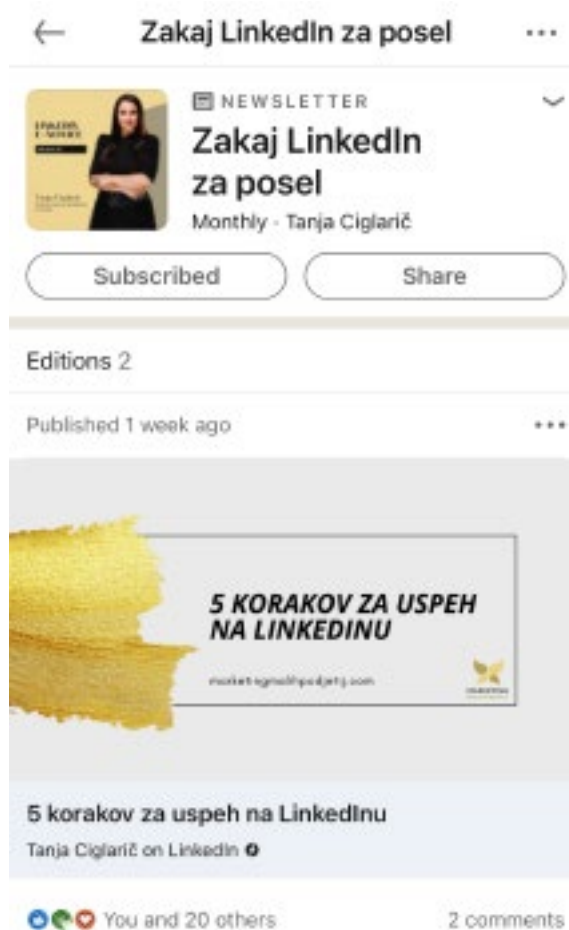 Zakaj LinkedIn za posel
NEWSLETTER
Zakaj LinkedIn
za posel
Monthly · Tanja Ciglarič
Subscribed
Share
Editions 2
Published 1 week ago
5 KORAKOV ZA USPEH
NA LINKEDINU
marketingmalihpodjetij.com
5 korakov za uspeh na LinkedInu
Tanja Ciglarič on LinkedIn
You and 20 others
2 comments